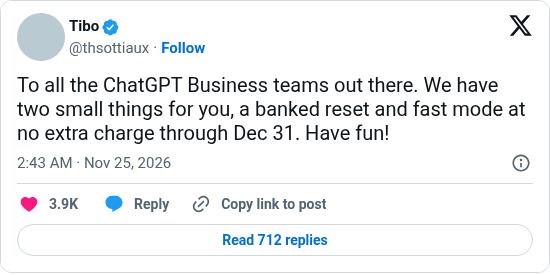 Tibo
@thsottiaux · Follow
To all the ChatGPT Business teams out there. We have
two small things for you, a banked reset and fast mode at
no extra charge through Dec 31. Have fun!
2:43 AM · Nov 25, 2026
3.9K Reply Copy link to post
Read 712 replies